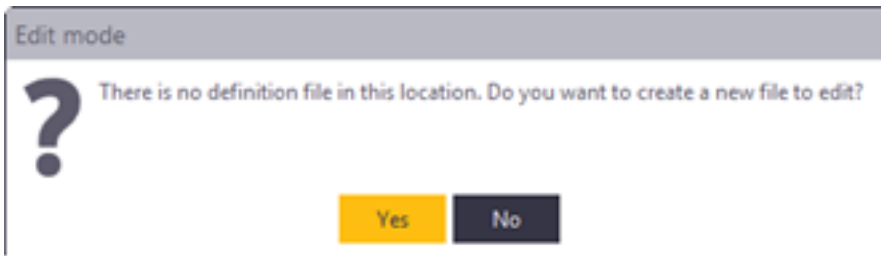 Edit mode
There is no definition file in this location. Do you want to create a new file to edit?
Yes No